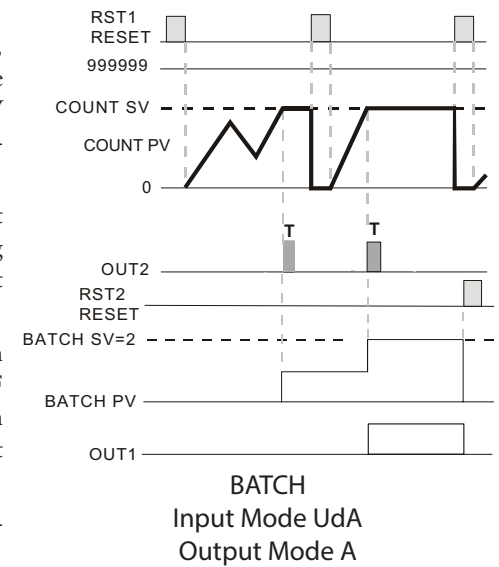 RST1
RESET
999999
COUNT SV
COUNT PV
0
T T
OUT2
RST2
RESET
BATCH SV=2
BATCH PV
OUT1
BATCH
Input Mode UdA
Output Mode A